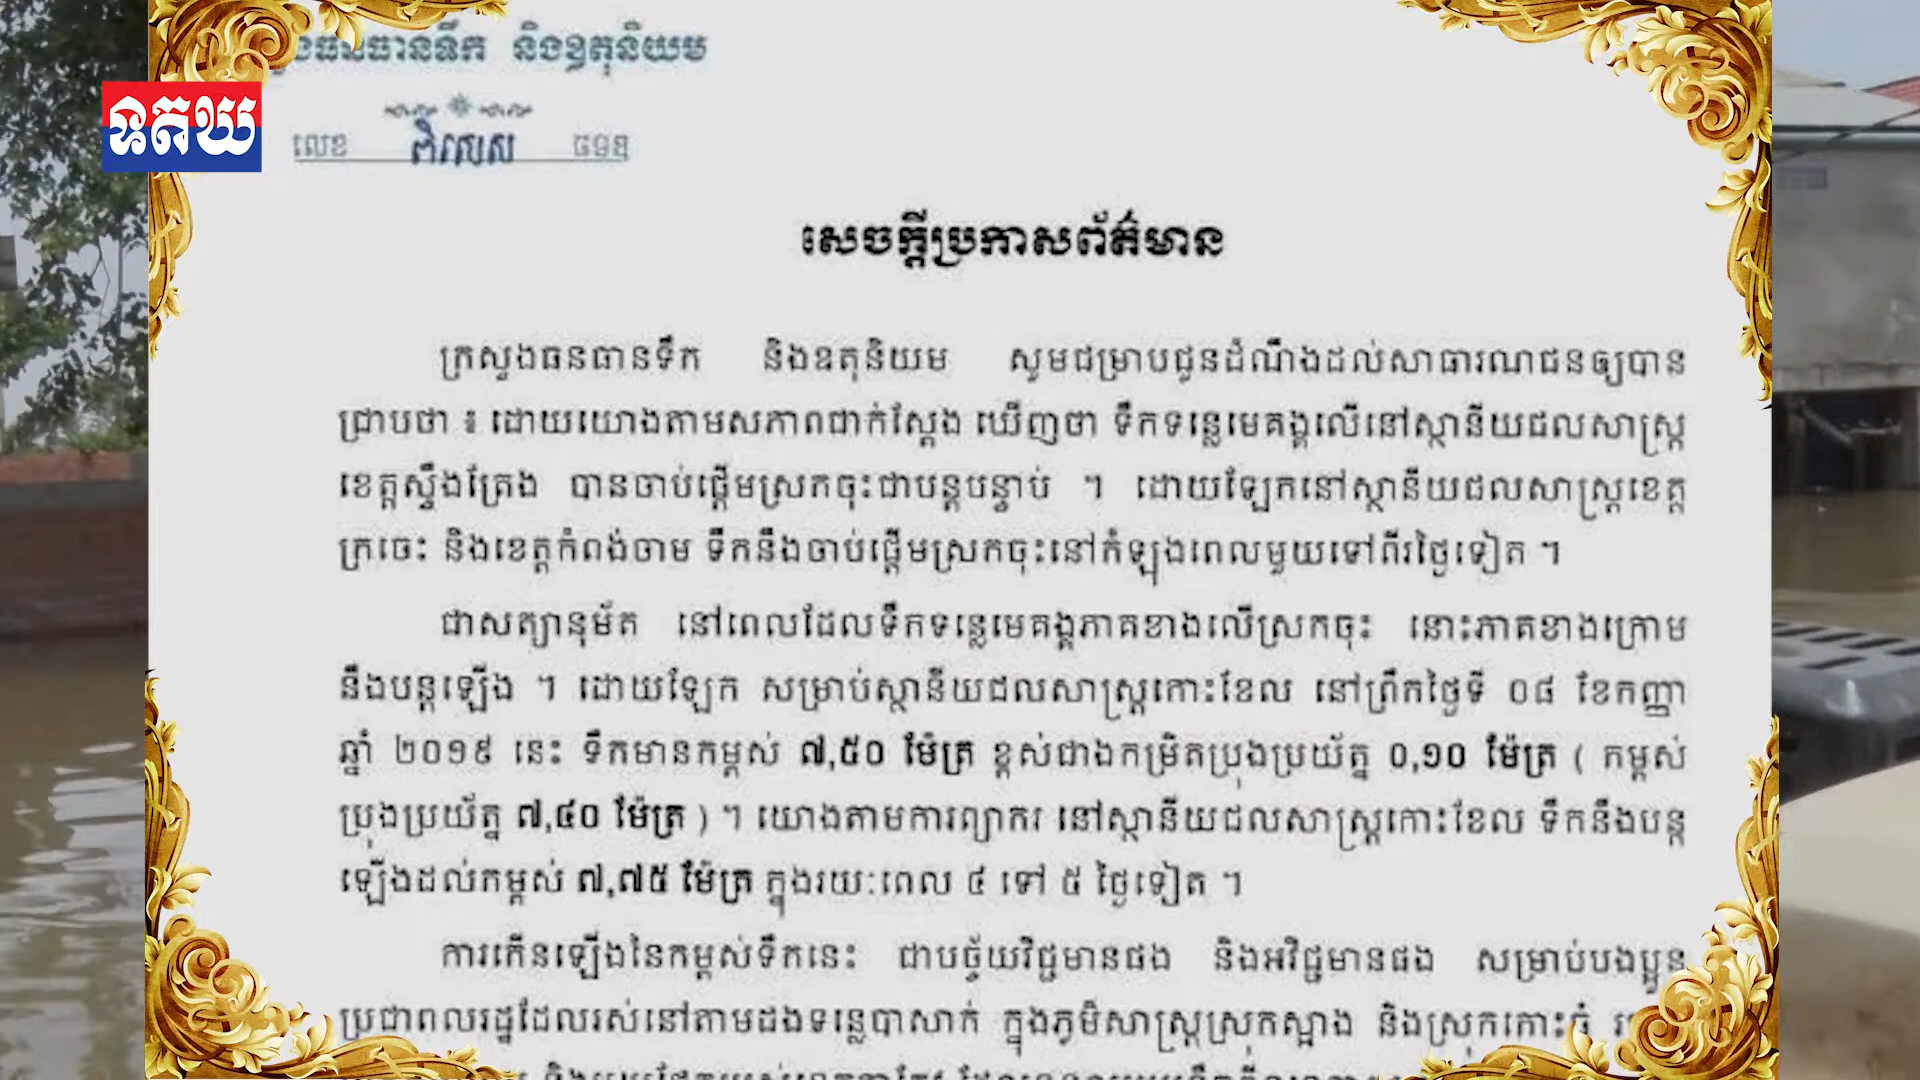 និងឧតុនិយម
ទតយ
លេខ ពិសេស ធទឧ
សេចក្តីប្រកាសព័ត៌មាន
ក្រសួងធនធានទឹក និងឧតុនិយម សូមជម្រាបជូនដំណឹងដល់សាធារណជនឲ្យបាន
ជ្រាបថា ៖ ដោយយោងតាមសភាពជាក់ស្តែង ឃើញថា ទឹកទន្លេមេគង្គលើនៅស្ថានីយជលសាស្ត្រ
ខេត្តស្ទឹងត្រែង បានចាប់ផ្តើមស្រកចុះជាបន្តបន្ទាប់ ។ ដោយឡែកនៅស្ថានីយជលសាស្ត្រខេត្ត
ក្រចេះ និងខេត្តកំពង់ចាម ទឹកនឹងចាប់ផ្តើមស្រកចុះនៅកំឡុងពេលមួយទៅពីរថ្ងៃទៀត ។
ជាសត្យានុម័ត នៅពេលដែលទឹកទន្លេមេគង្គភាគខាងលើស្រកចុះ នោះភាគខាងក្រោម
នឹងបន្តឡើង ។ ដោយឡែក សម្រាប់ស្ថានីយជលសាស្ត្រកោះខែល នៅព្រឹកថ្ងៃទី ០៨ ខែកញ្ញា
ឆ្នាំ ២០១៩ នេះ ទឹកមានកម្ពស់ ៧,៥០ ម៉ែត្រ ខ្ពស់ជាងកម្រិតប្រុងប្រយ័ត្ន ០,១០ ម៉ែត្រ ( កម្ពស់
ប្រុងប្រយ័ត្ន ៧,៤០ ម៉ែត្រ ) ។ យោងតាមការព្យាករ នៅស្ថានីយជលសាស្ត្រកោះខែល ទឹកនឹងបន្ត
ឡើងដល់កម្ពស់ ៧,៧៥ ម៉ែត្រ ក្នុងរយៈពេល ៤ ទៅ ៥ ថ្ងៃទៀត ។
ការកើនឡើងនៃកម្ពស់ទឹកនេះ ជាបច្ច័យវិជ្ជមានផង និងអវិជ្ជមានផង សម្រាប់បងប្អូន
ប្រជាពលរដ្ឋដែលរស់នៅតាមដងទន្លេបាសាក់ ក្នុងភូមិសាស្ត្រស្រុកស្អាង និងស្រុកកោះធំ